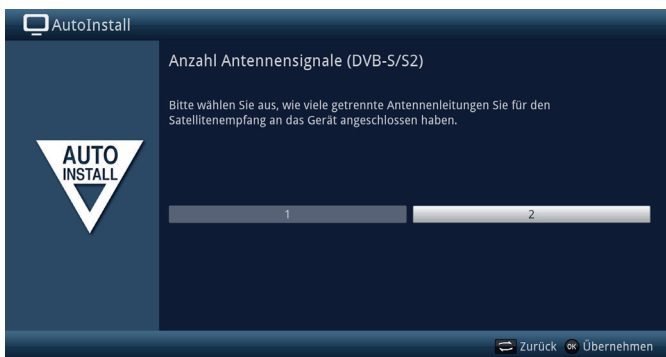 AutoInstall
Anzahl Antennensignale (DVB-S/S2)
Bitte wählen Sie aus, wie viele getrennte Antennenleitungen Sie für den
Satellitenempfang an das Gerät angeschlossen haben.
AUTO
INSTALL
1 2
Zurück OK Übernehmen